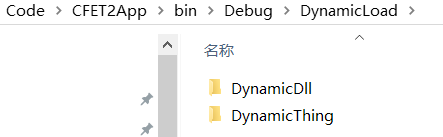 Code > CFET2App > bin > Debug > DynamicLoad >
名称
DynamicDll
DynamicThing